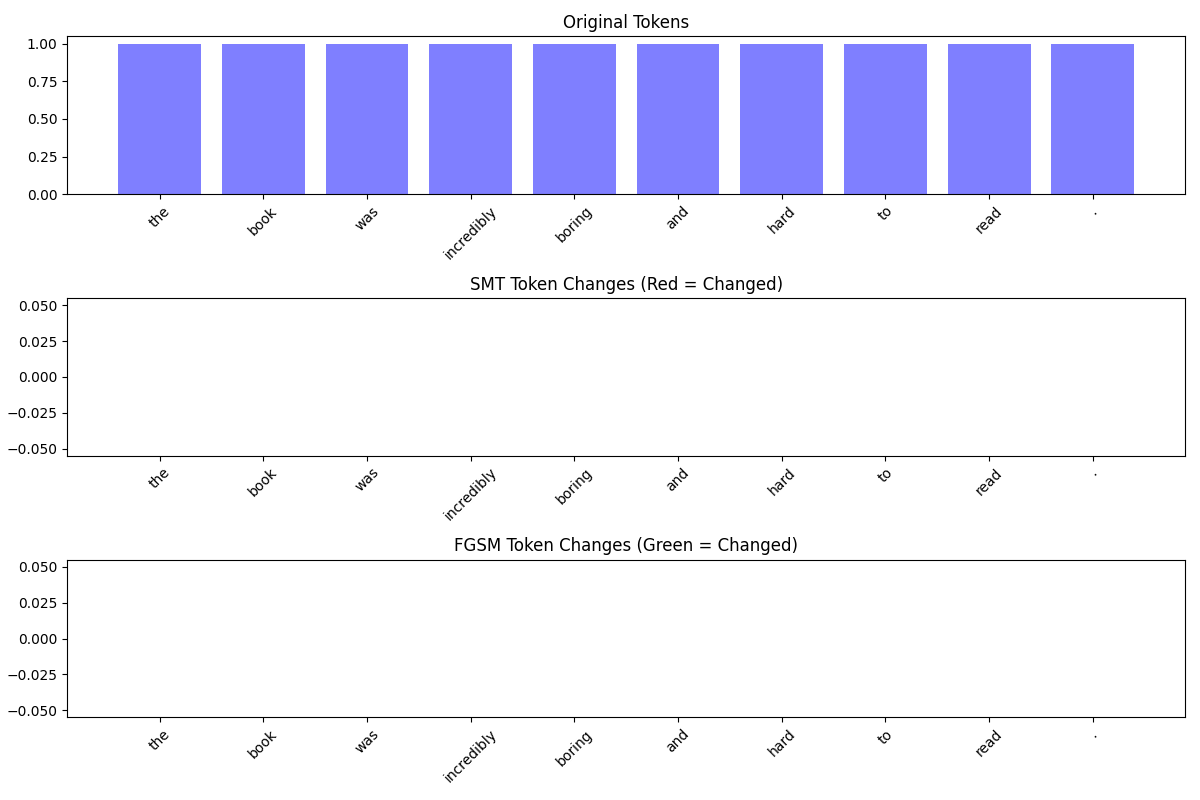 Original Tokens
1.00
0.75
0.50
0.25
0.00
the book was incredibly boring and hard to read .
SMT Token Changes (Red = Changed)
0.050
0.025
0.000
−0.025
−0.050
the book was incredibly boring and hard to read .
FGSM Token Changes (Green = Changed)
0.050
0.025
0.000
−0.025
−0.050
the book was incredibly boring and hard to read .